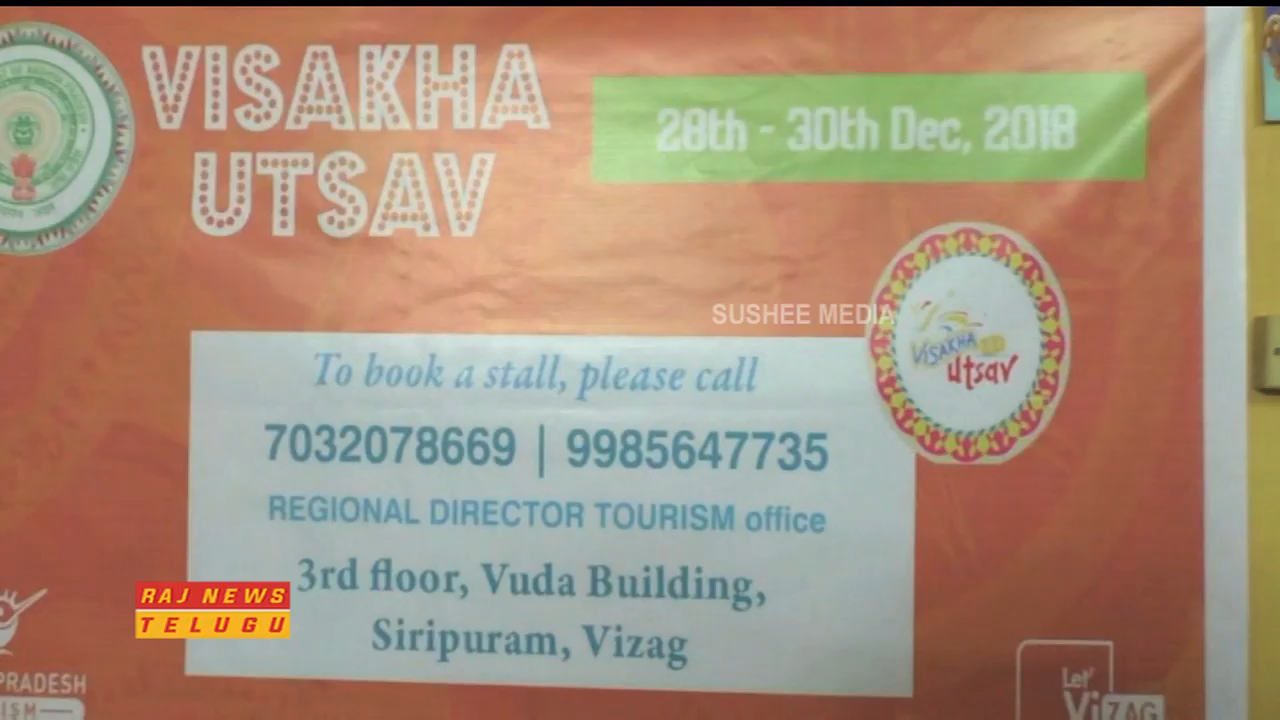 VISAKHA
UTSAV
28th - 30th Dec, 2018
SUSHEE MEDIA
VISAKHA
utsav
To book a stall, please call
7032078669 | 9985647735
REGIONAL DIRECTOR TOURISM office
3rd floor, Vuda Building,
Siripuram, Vizag
RAJ NEWS
TELUGU
PRADESH
ISM
Let'
ViZAG